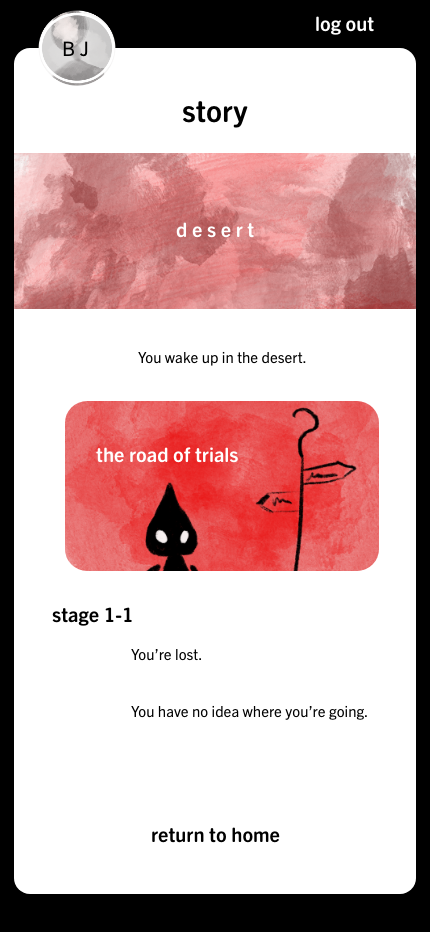 log out
B J
story
desert
You wake up in the desert.
the road of trials
stage 1-1
You’re lost.
You have no idea where you’re going.
return to home